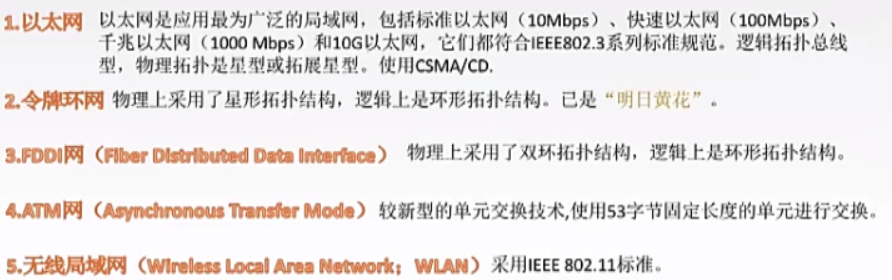 1.以太网 以太网是应用最为广泛的局域网，包括标准以太网（10Mbps）、快速以太网（100Mbps）、
千兆以太网（1000 Mbps）和10G以太网，它们都符合IEEE802.3系列标准规范。逻辑拓扑总线
型，物理拓扑是星型或拓展星型。使用CSMA/CD.
2.令牌环网 物理上采用了星形拓扑结构，逻辑上是环形拓扑结构。已是“明日黄花”。
3.FDDI网（Fiber Distributed Data Interface） 物理上采用了双环拓扑结构，逻辑上是环形拓扑结构。
4.ATM网（Asynchronous Transfer Mode）较新型的单元交换技术,使用53字节固定长度的单元进行交换。
5.无线局域网（Wireless Local Area Network；WLAN）采用IEEE 802.11标准。